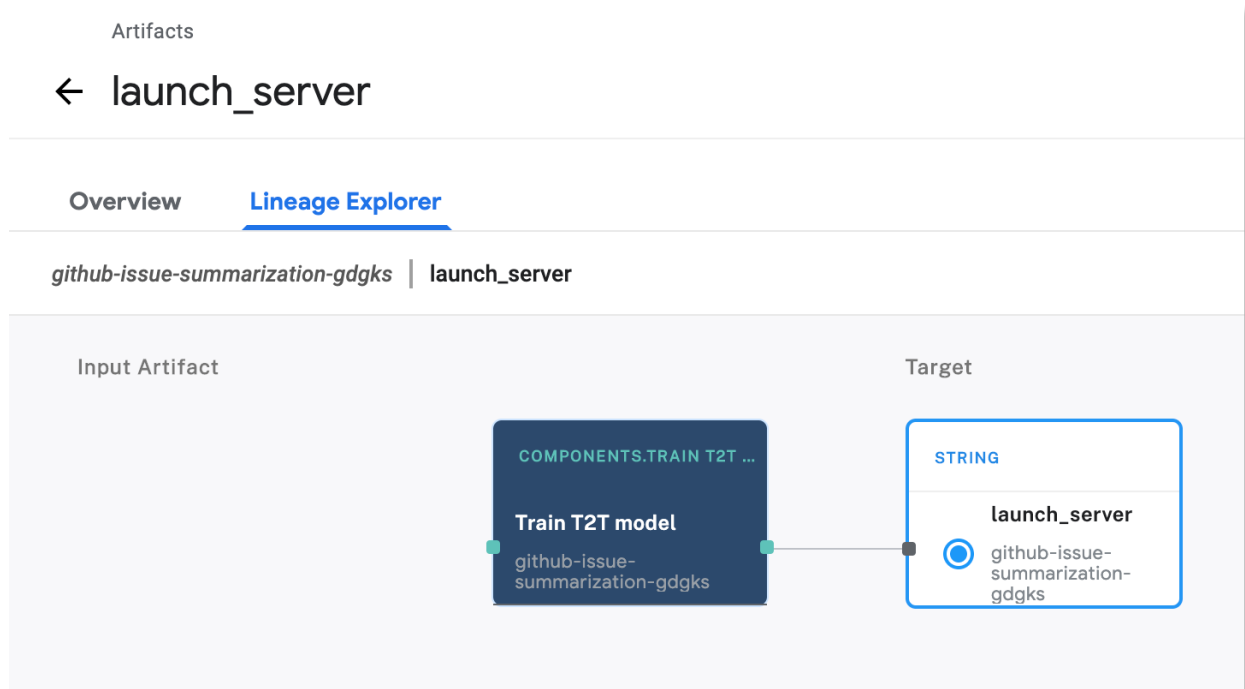 Artifacts
launch_server
Overview
Lineage Explorer
github-issue-summarization-gdgks
launch_server
Input Artifact
Target
COMPONENTS.TRAIN T2T ...
Train T2T model
github-issue-
summarization-gdgks
STRING
launch_server
github-issue-
summarization-
gdgks